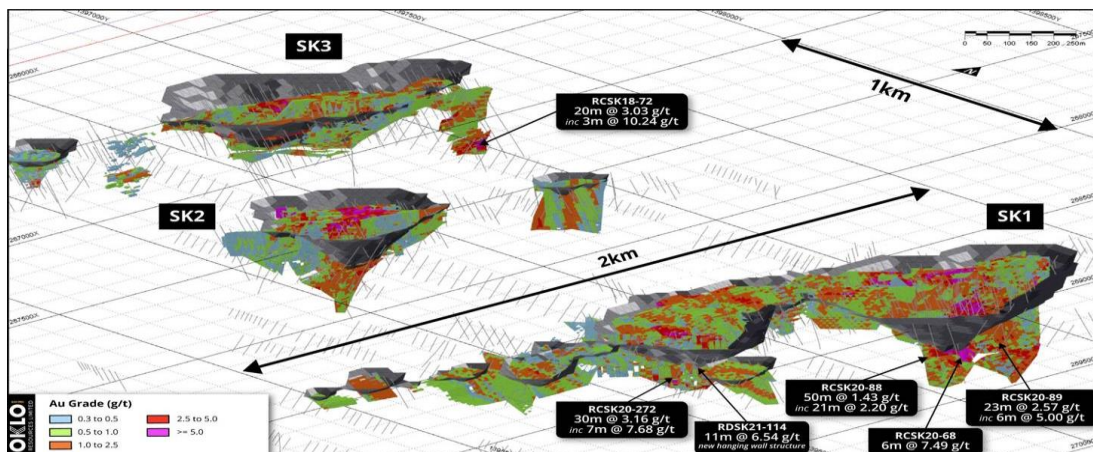 SK3
SK2
SK1
1km
2km
0 50 100 150 200 250m
N
RCSK18-72
20m @ 3.03 g/t
inc 3m @ 10.24 g/t
RCSK20-272
30m @ 3.16 g/t
inc 7m @ 7.68 g/t
RDSK21-114
11m @ 6.54 g/t
new hanging wall structure
RCSK20-88
50m @ 1.43 g/t
inc 21m @ 2.20 g/t
RCSK20-68
6m @ 7.49 g/t
RCSK20-89
23m @ 2.57 g/t
inc 6m @ 5.00 g/t
OKLO
RESOURCES LIMITED
Au Grade (g/t)
0.3 to 0.5
0.5 to 1.0
1.0 to 2.5
2.5 to 5.0
>= 5.0